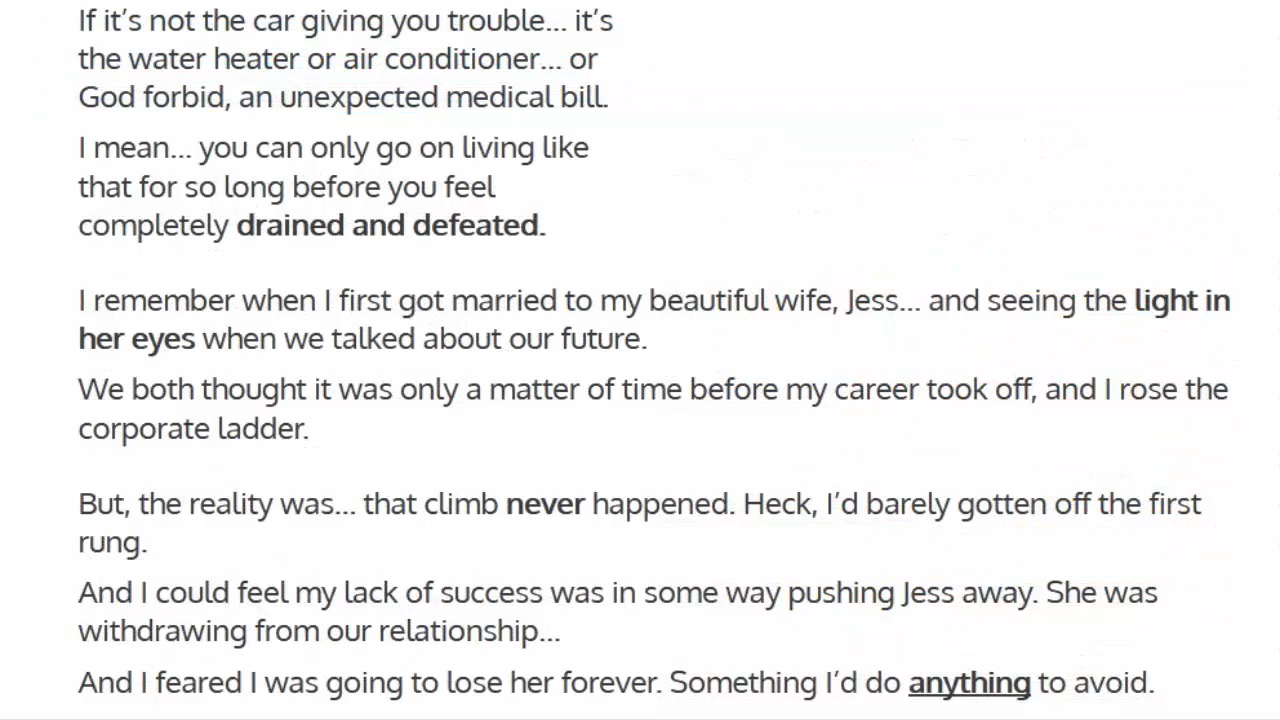 If it’s not the car giving you trouble... it’s
the water heater or air conditioner... or
God forbid, an unexpected medical bill.
I mean... you can only go on living like
that for so long before you feel
completely drained and defeated.
I remember when I first got married to my beautiful wife, Jess... and seeing the light in
her eyes when we talked about our future.
We both thought it was only a matter of time before my career took off, and I rose the
corporate ladder.
But, the reality was... that climb never happened. Heck, I’d barely gotten off the first
rung.
And I could feel my lack of success was in some way pushing Jess away. She was
withdrawing from our relationship...
And I feared I was going to lose her forever. Something I’d do anything to avoid.